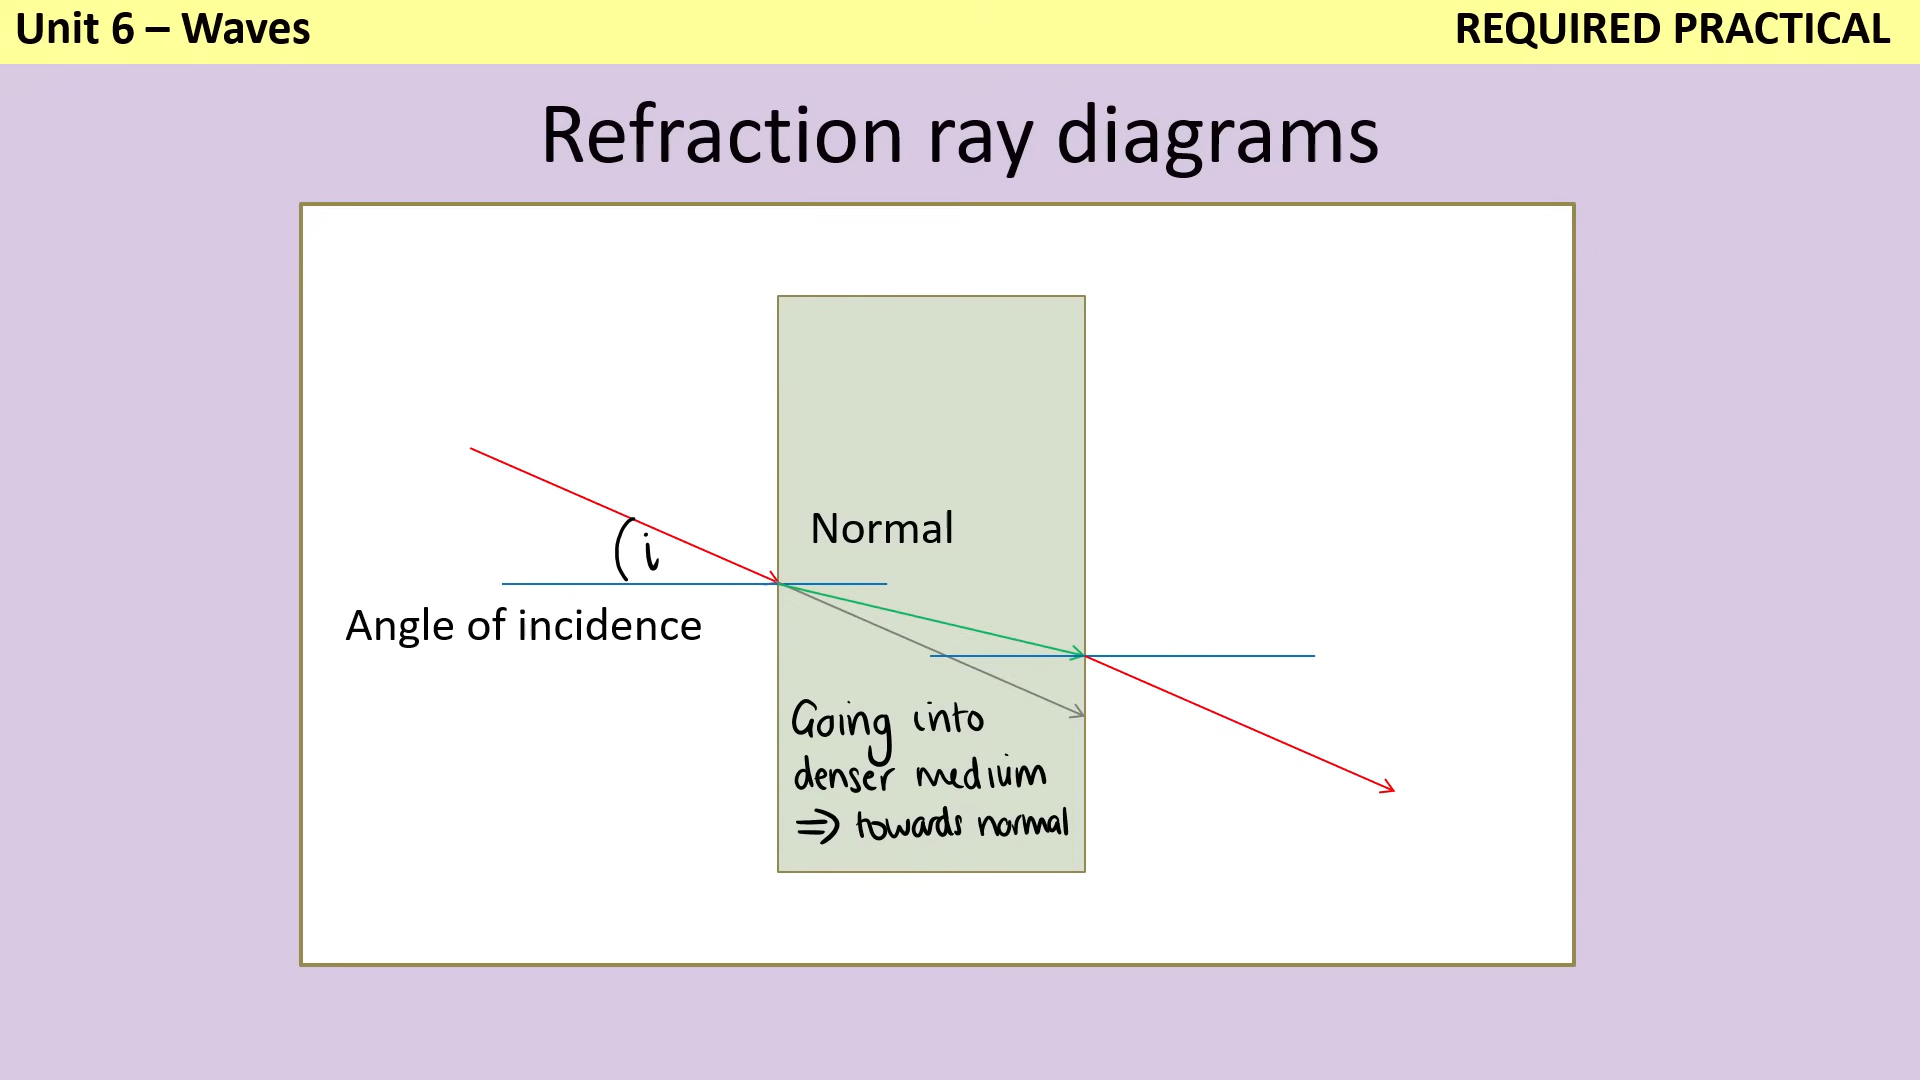 Unit 6 – Waves
REQUIRED PRACTICAL
Refraction ray diagrams
Normal
i
Angle of incidence
Going into
denser medium
⇒ towards normal